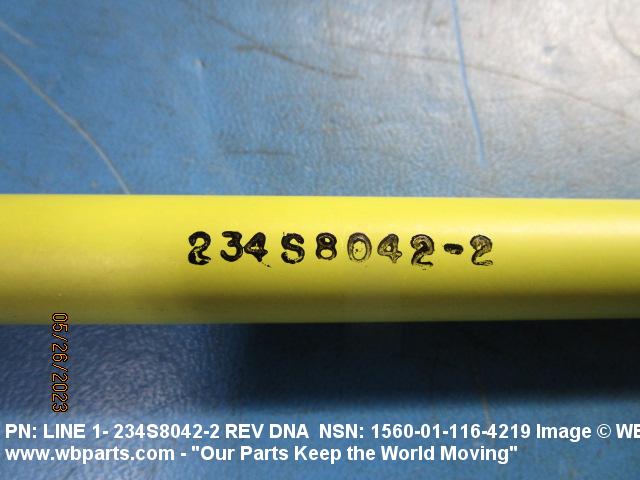 234S8042-2
05/26/2023
PN: LINE 1- 234S8042-2 REV DNA NSN: 1560-01-116-4219 Image © WB
www.wbparts.com - "Our Parts Keep the World Moving"